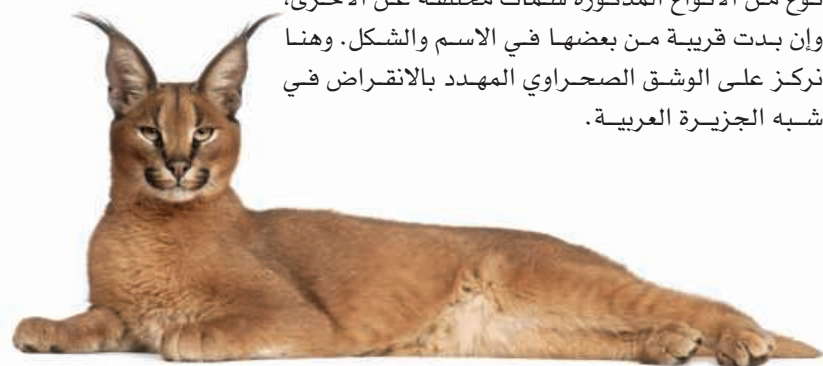 نوع من الأنواع المذكورة سمات مختلفة عن الأخرى،
وإن بدت قريبة من بعضها في الاسم والشكل. وهنا
نركز على الوشق الصحراوي المهدد بالانقراض في
شبه الجزيرة العربية.